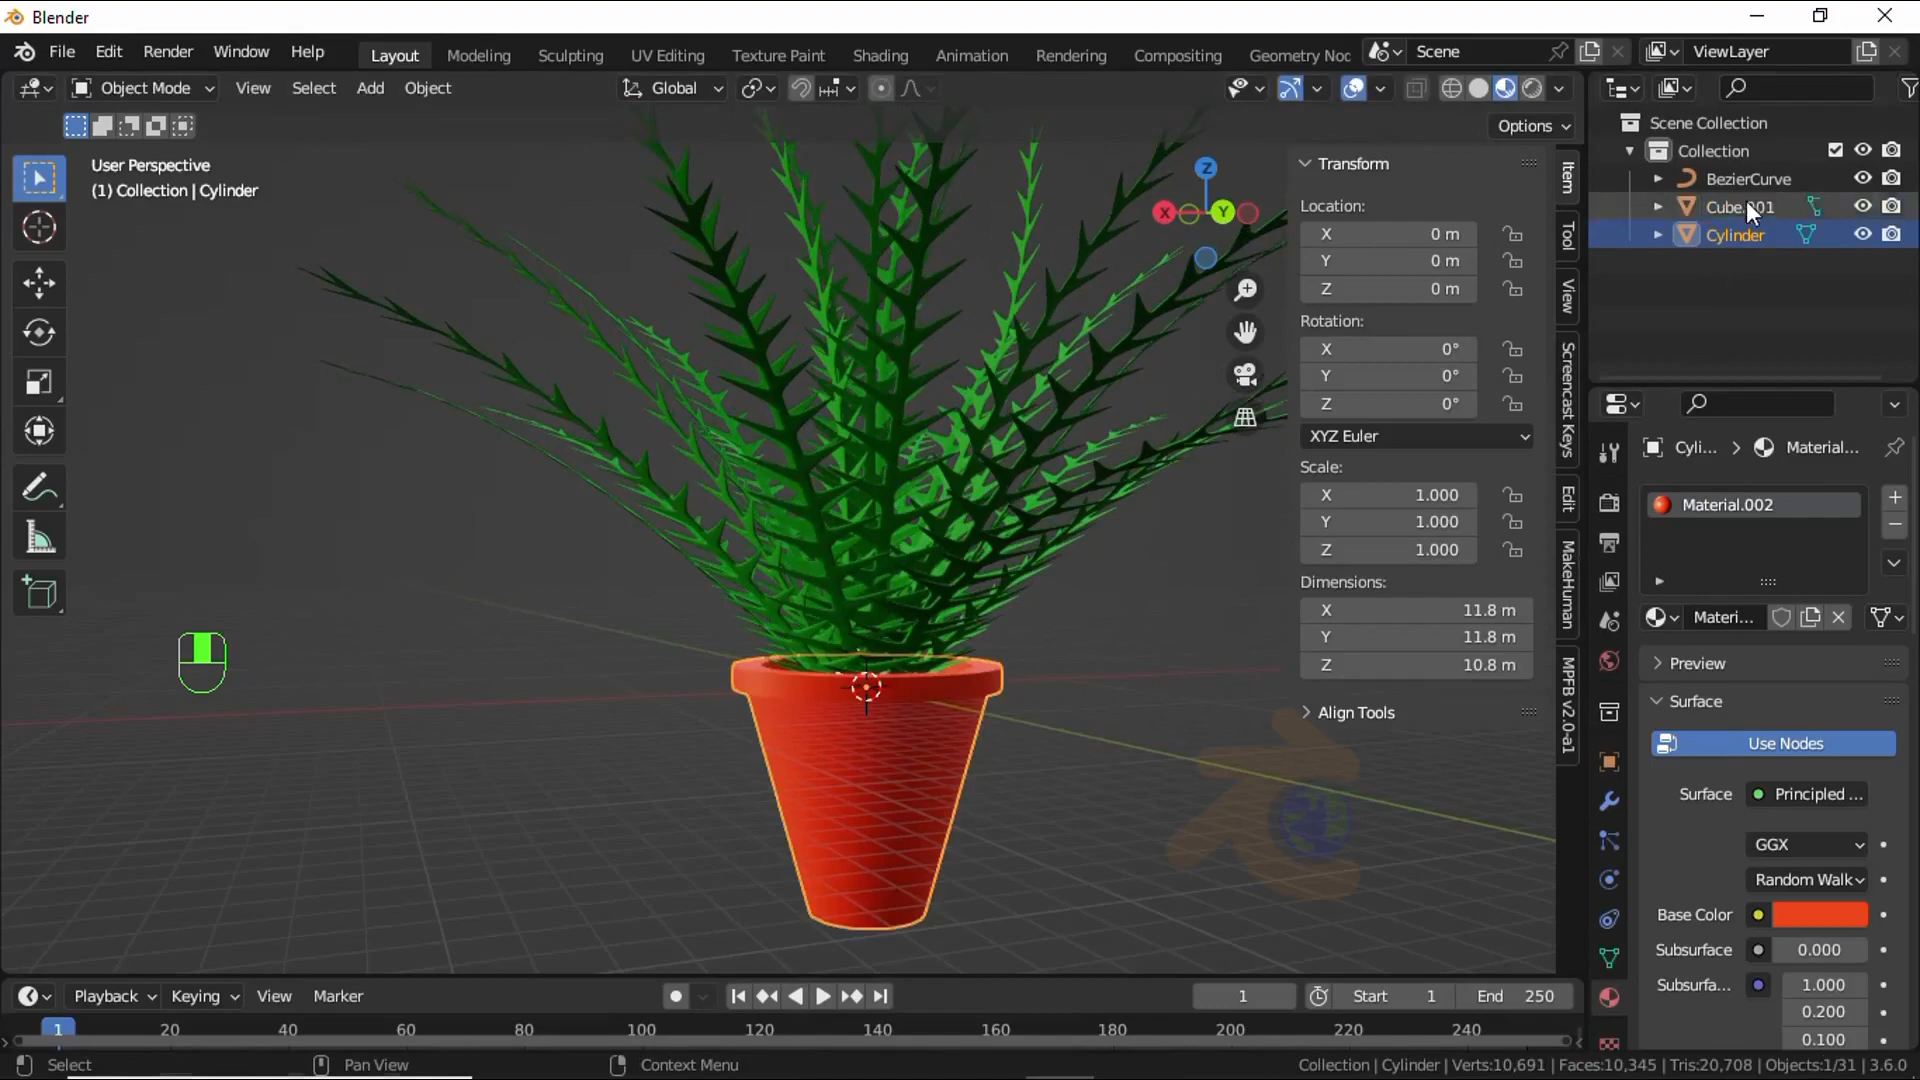 Blender
File Edit Render Window Help Layout Modeling Sculpting UV Editing Texture Paint Shading Animation Rendering Compositing Geometry Noc Scene ViewLayer
Object Mode View Select Add Object Global
Options
User Perspective
(1) Collection | Cylinder
Z
X
Y
Transform
Location:
X 0 m
Y 0 m
Z 0 m
Rotation:
X 0°
Y 0°
Z 0°
XYZ Euler
Scale:
X 1.000
Y 1.000
Z 1.000
Dimensions:
X 11.8 m
Y 11.8 m
Z 10.8 m
Align Tools
Item
Tool
View
Screencast Keys
Edit
MakeHuman
MPFB v2.0-a1
Scene Collection
Collection
BezierCurve
Cylinder
Cyli... Material...
Material.002
Materi...
Preview
Surface
Use Nodes
Surface Principled ...
GGX
Random Walk
Base Color
Subsurface 0.000
Subsurfa... 1.000
0.200
0.100
Playback Keying View Marker 1 Start 1 End 250
1 20 40 60 80 100 120 140 160 180 200 220 240
Select Pan View Context Menu Collection | Cylinder | Verts:10,691 | Faces:10,345 | Tris:20,708 | Objects:1/31 | 3.6.0